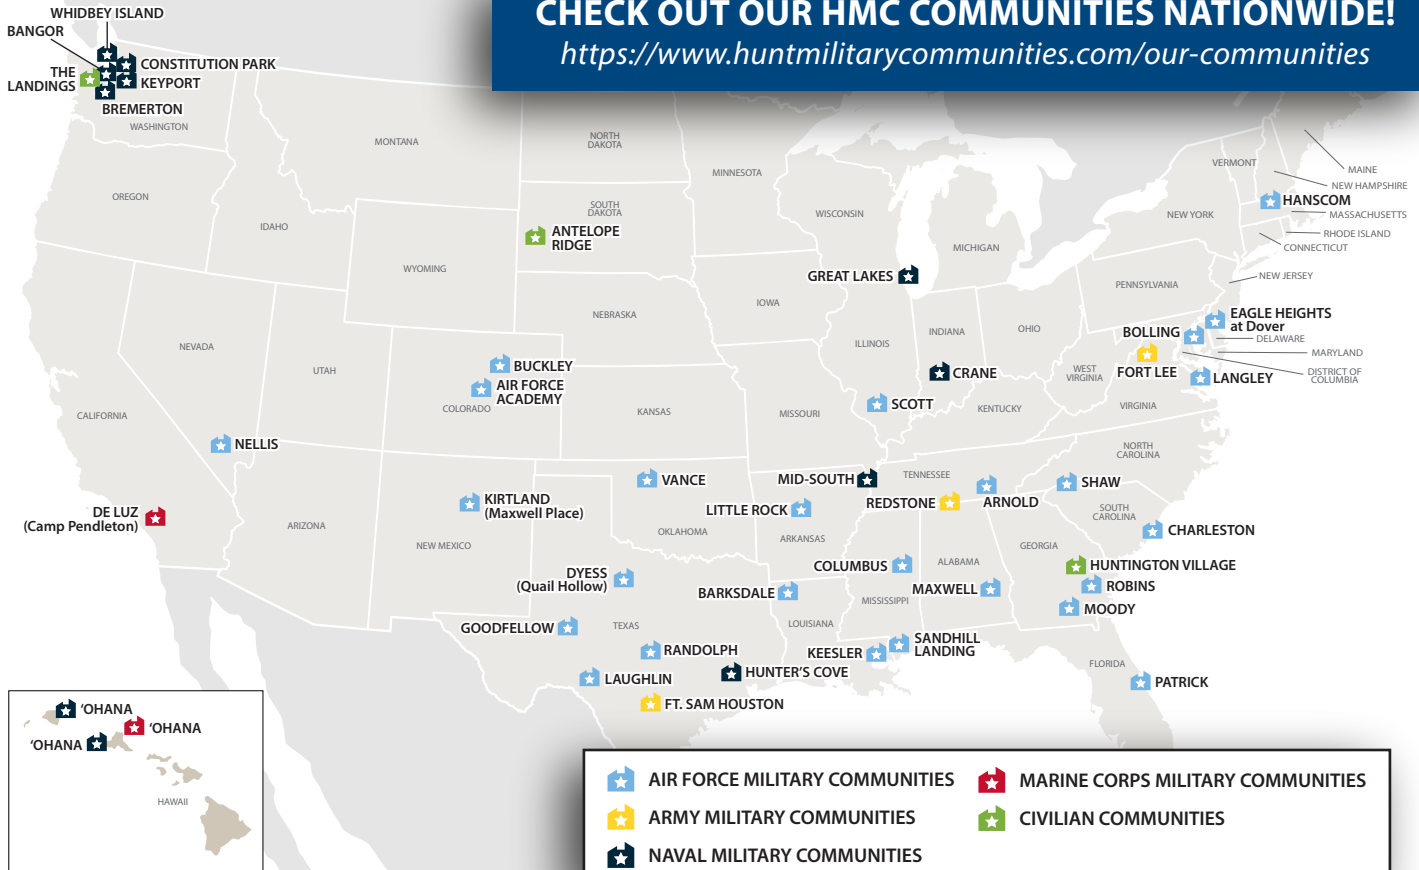 CHECK OUT OUR HMC COMMUNITIES NATIONWIDE!
https://www.huntmilitarycommunities.com/our-communities
WHIDBEY ISLAND
BANGOR
THE
LANDINGS
CONSTITUTION PARK
KEYPORT
BREMERTON
WASHINGTON
MONTANA
NORTH
DAKOTA
MINNESOTA
VERMONT
MAINE
NEW HAMPSHIRE
HANSCOM
MASSACHUSETTS
RHODE ISLAND
CONNECTICUT
NEW YORK
OREGON
IDAHO
SOUTH
DAKOTA
ANTELOPE
RIDGE
WISCONSIN
MICHIGAN
WYOMING
GREAT LAKES
PENNSYLVANIA
NEW JERSEY
NEBRASKA
IOWA
ILLINOIS
INDIANA
OHIO
EAGLE HEIGHTS
at Dover
BOLLING
DELAWARE
MARYLAND
DISTRICT OF
COLUMBIA
FORT LEE
LANGLEY
WEST
VIRGINIA
VIRGINIA
NEVADA
UTAH
BUCKLEY
AIR FORCE
ACADEMY
COLORADO
KANSAS
MISSOURI
SCOTT
CRANE
KENTUCKY
CALIFORNIA
NELLIS
NORTH
CAROLINA
VANCE
MID-SOUTH
TENNESSEE
SHAW
KIRTLAND
(Maxwell Place)
LITTLE ROCK
REDSTONE
ARNOLD
SOUTH
CAROLINA
DE LUZ
(Camp Pendleton)
ARIZONA
NEW MEXICO
OKLAHOMA
ARKANSAS
CHARLESTON
GEORGIA
ALABAMA
COLUMBUS
HUNTINGTON VILLAGE
DYESS
(Quail Hollow)
BARKSDALE
MAXWELL
ROBINS
MISSISSIPPI
MOODY
GOODFELLOW
TEXAS
LOUISIANA
RANDOLPH
KEESLER
SANDHILL
LANDING
FLORIDA
LAUGHLIN
HUNTER'S COVE
PATRICK
FT. SAM HOUSTON
‘OHANA
‘OHANA
‘OHANA
HAWAII
AIR FORCE MILITARY COMMUNITIES
ARMY MILITARY COMMUNITIES
NAVAL MILITARY COMMUNITIES
MARINE CORPS MILITARY COMMUNITIES
CIVILIAN COMMUNITIES